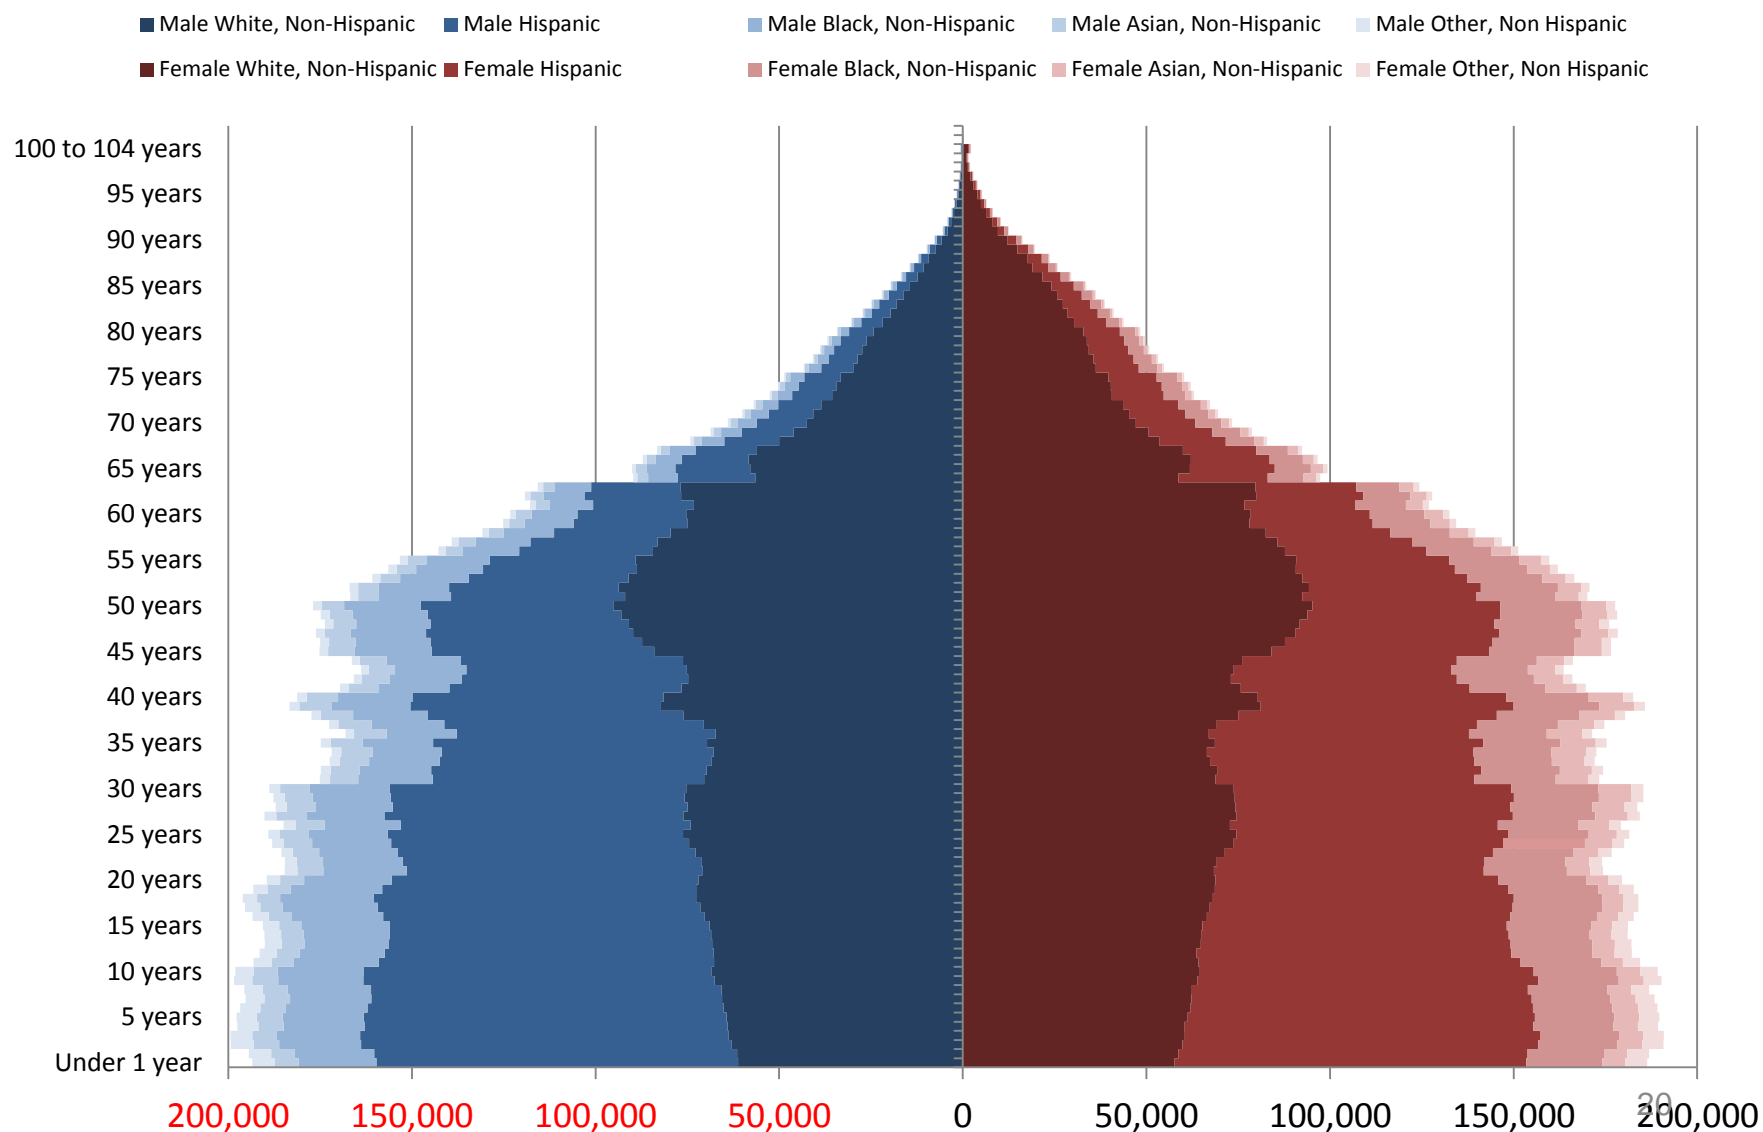 Male White, Non-Hispanic Male Hispanic Male Black, Non-Hispanic Male Asian, Non-Hispanic Male Other, Non Hispanic
Female White, Non-Hispanic Female Hispanic Female Black, Non-Hispanic Female Asian, Non-Hispanic Female Other, Non Hispanic
100 to 104 years
95 years
90 years
85 years
80 years
75 years
70 years
65 years
60 years
55 years
50 years
45 years
40 years
35 years
30 years
25 years
20 years
15 years
10 years
5 years
Under 1 year
200,000 150,000 100,000 50,000 0 50,000 100,000 150,000 200,000
20